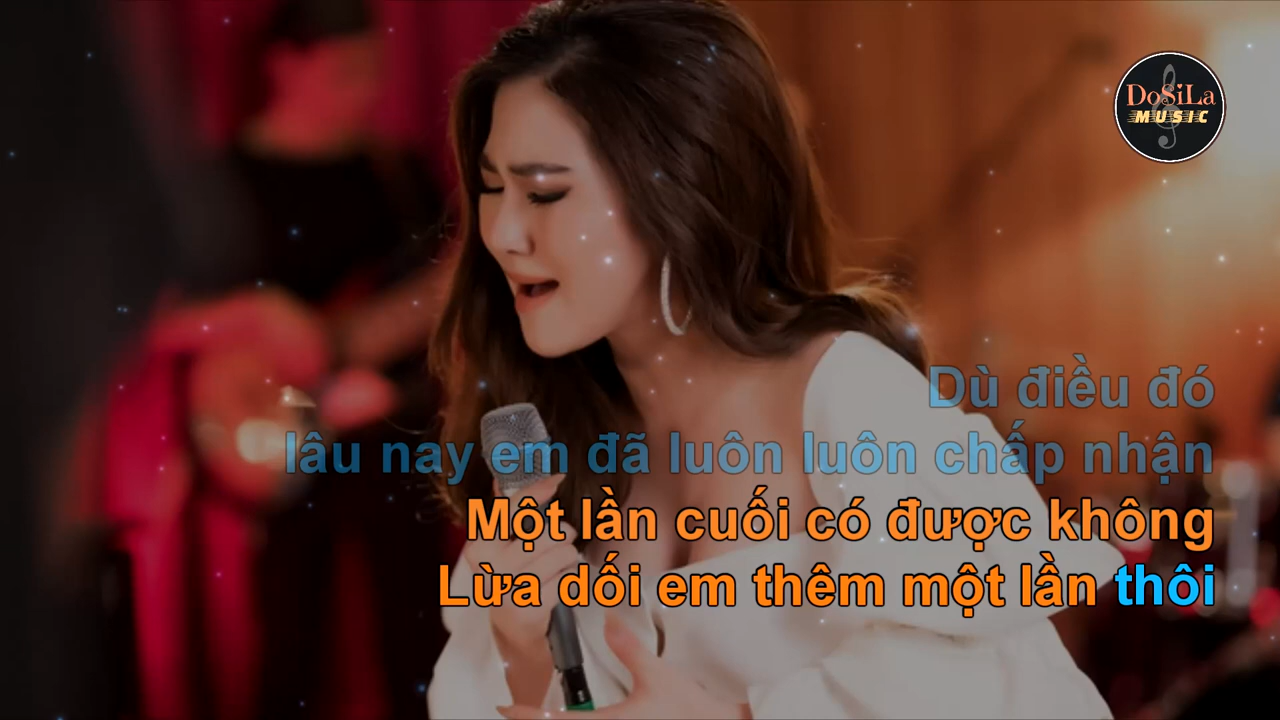 DoSiLa
MUSIC
Dù điều đó
lâu nay em đã luôn luôn chấp nhận
Một lần cuối có được không
Lừa dối em thêm một lần thôi